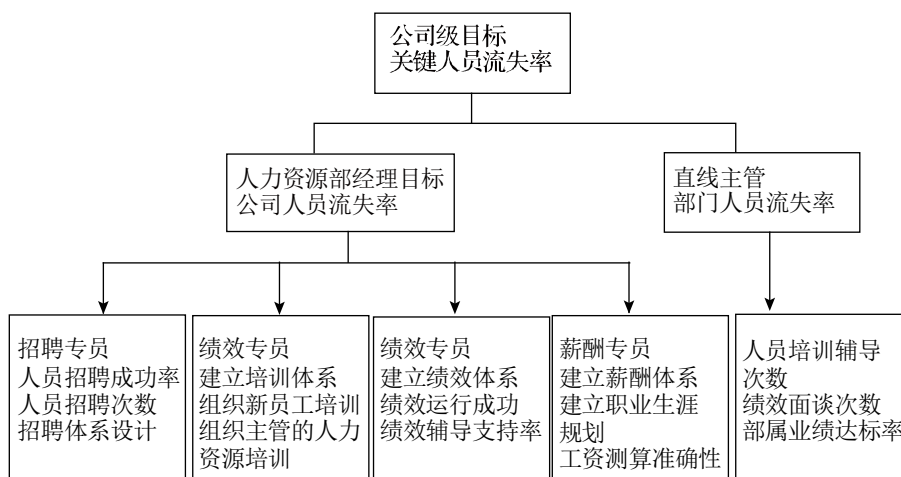 公司级目标
关键人员流失率
人力资源部经理目标
公司人员流失率
直线主管
部门人员流失率
招聘专员
人员招聘成功率
人员招聘次数
招聘体系设计
绩效专员
建立培训体系
组织新员工培训
组织主管的人力
资源培训
绩效专员
建立绩效体系
绩效运行成功
绩效辅导支持率
薪酬专员
建立薪酬体系
建立职业生涯
规划
工资测算准确性
人员培训辅导
次数
绩效面谈次数
部属业绩达标率